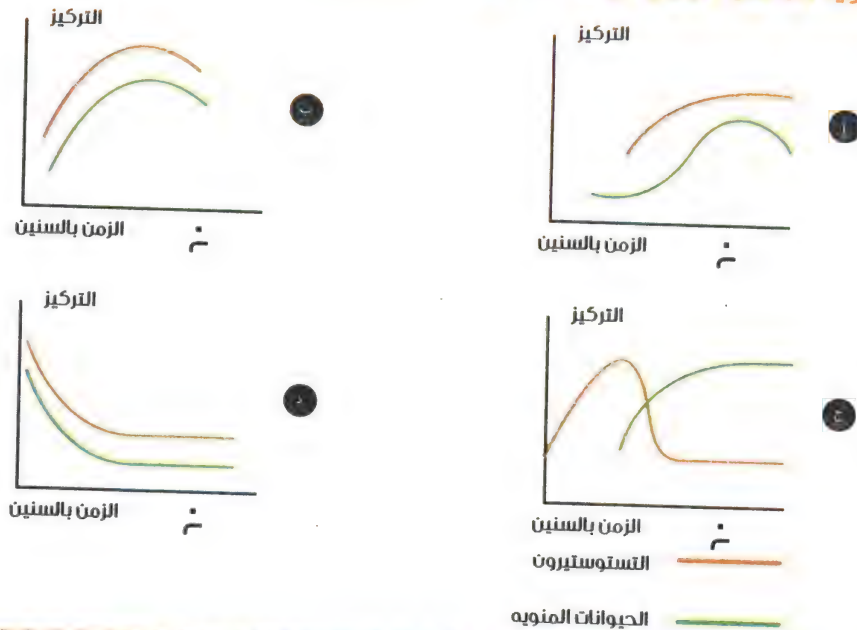 التركيز
أ
الزمن بالسنين
ن
التركيز
ب
الزمن بالسنين
ن
التركيز
ج
الزمن بالسنين
ن
التركيز
د
الزمن بالسنين
ن
التستوستيرون
الحيوانات المنويه